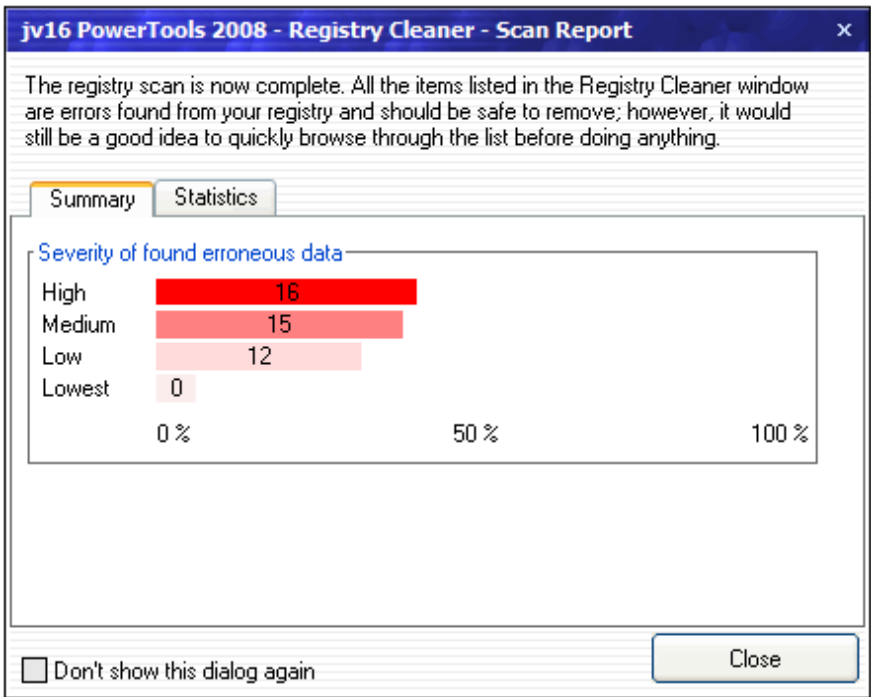 jv16 PowerTools 2008 - Registry Cleaner - Scan Report
The registry scan is now complete. All the items listed in the Registry Cleaner window
are errors found from your registry and should be safe to remove; however, it would
still be a good idea to quickly browse through the list before doing anything.
Summary Statistics
Severity of found erroneous data
High 16
Medium 15
Low 12
Lowest 0
0 % 50 % 100 %
Don't show this dialog again Close